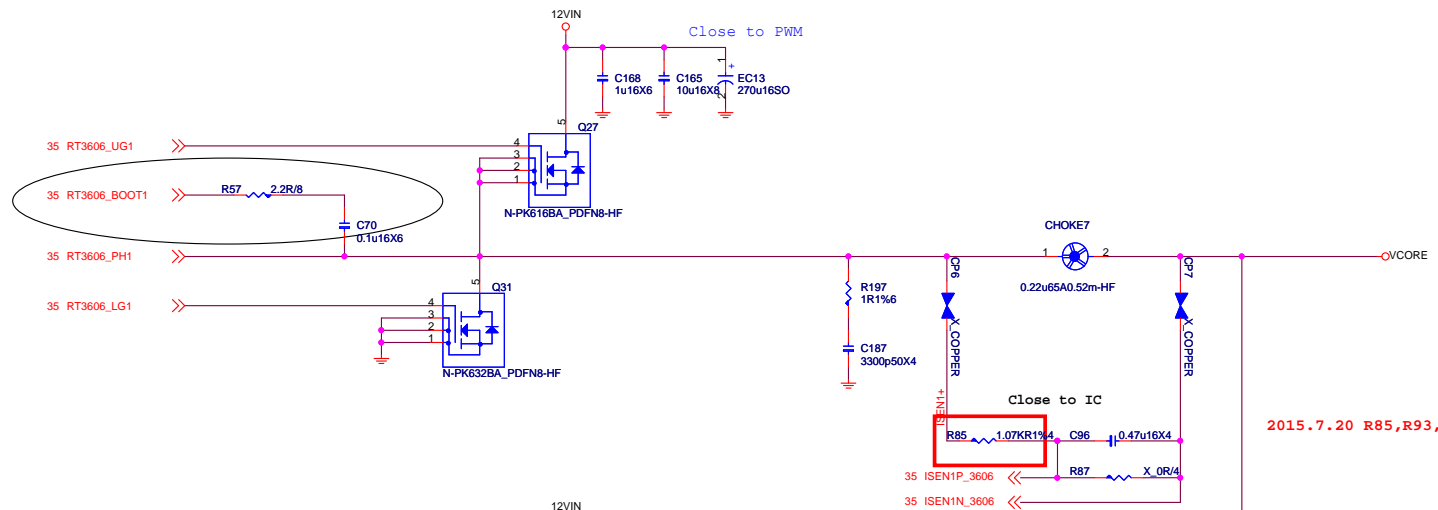 12VIN
Close to PWM
C168
1u16X6
C165
10u16X8
1
+
2
EC13
270u16SO
5
Q27
35 RT3606_UG1
4
3
2
1
N-PK616BA_PDFN8-HF
35 RT3606_BOOT1
R57
2.2R/8
C70
0.1u16X6
35 RT3606_PH1
CHOKE7
1
2
0.22u65A0.52m-HF
VCORE
5
Q31
35 RT3606_LG1
4
3
2
1
N-PK632BA_PDFN8-HF
R197
1R1%6
C187
3300p50X4
CP6
X_COPPER
CP7
X_COPPER
ISEN1+
Close to IC
R85
1.07KR1%4
C96
0.47u16X4
2015.7.20 R85,R93,
35 ISEN1P_3606
R87
X_0R/4
35 ISEN1N_3606
12VIN